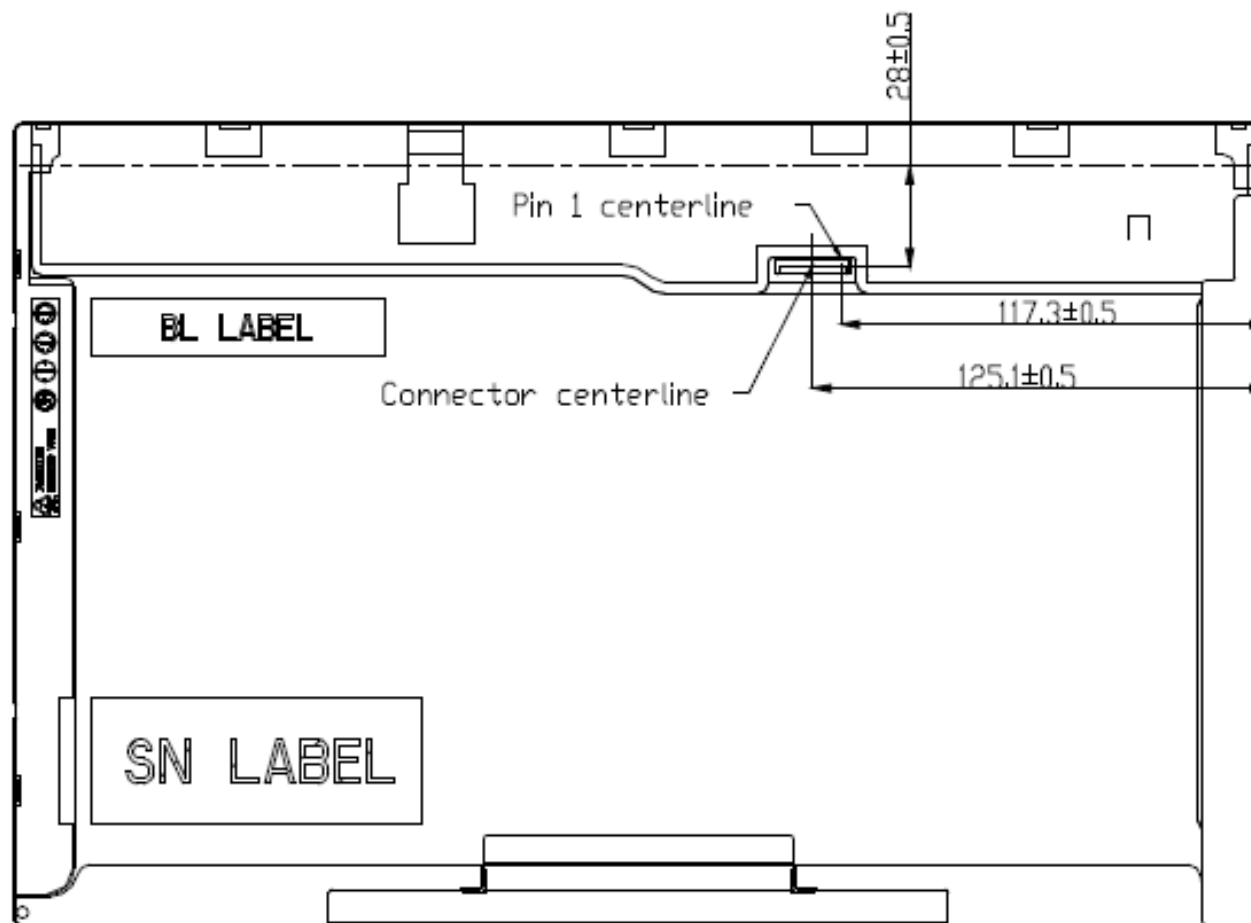 28±0.5
Pin 1 centerline
117.3±0.5
BL LABEL
125.1±0.5
Connector centerline
SN LABEL